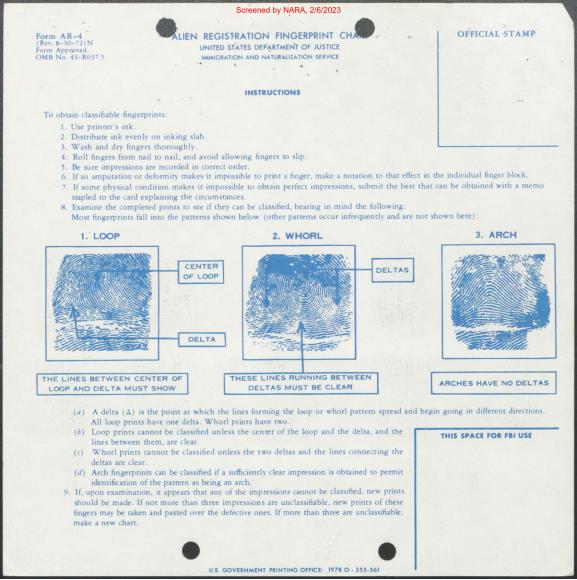 Screened by NARA, 2/6/2023
Form AR-4
(Rev. 8-30-72)N
Form Approved.
OMB No. 43-R037.5
ALIEN REGISTRATION FINGERPRINT
UNITED STATES DEPARTMENT OF JUSTICE
IMMIGRATION AND NATURALIZATION SERVICE
OFFICIAL STAMP
INSTRUCTIONS
To obtain classifiable fingerprints:
1. Use printer's ink.
2. Distribute ink evenly on inking slab.
3. Wash and dry fingers thoroughly.
4. Roll fingers from nail to nail, and avoid allowing fingers to slip.
5. Be sure impressions are recorded in correct order.
6. If an amputation or deformity makes it impossible to print a finger, make a notation to that effect in the individual finger block.
7. If some physical condition makes it impossible to obtain perfect impressions, submit the best that can be obtained with a memo
stapled to the card explaining the circumstances.
8. Examine the completed prints to see if they can be classified, bearing in mind the following:
Most fingerprints fall into the patterns shown below (other patterns occur infrequently and are not shown here):
1. LOOP
2. WHORL
3. ARCH
CENTER
OF LOOP
DELTAS
DELTA
THE LINES BETWEEN CENTER OF
LOOP AND DELTA MUST SHOW
THESE LINES RUNNING BETWEEN
DELTAS MUST BE CLEAR
ARCHES HAVE NO DELTAS
(a) A delta (Δ) is the point at which the lines forming the loop or whorl pattern spread and begin going in different directions.
All loop prints have one delta. Whorl prints have two.
(b) Loop prints cannot be classified unless the center of the loop and the delta, and the
lines between them, are clear.
(c) Whorl prints cannot be classified unless the two deltas and the lines connecting the
deltas are clear.
(d) Arch fingerprints can be classified if a sufficiently clear impression is obtained to permit
identification of the pattern as being an arch.
9. If, upon examination, it appears that any of the impressions cannot be classified, new prints
should be made. If not more than three impressions are unclassifiable, new prints of these
fingers may be taken and pasted over the defective ones. If more than three are unclassifiable,
make a new chart.
THIS SPACE FOR FBI USE
U.S. GOVERNMENT PRINTING OFFICE: 1978 O - 255-561